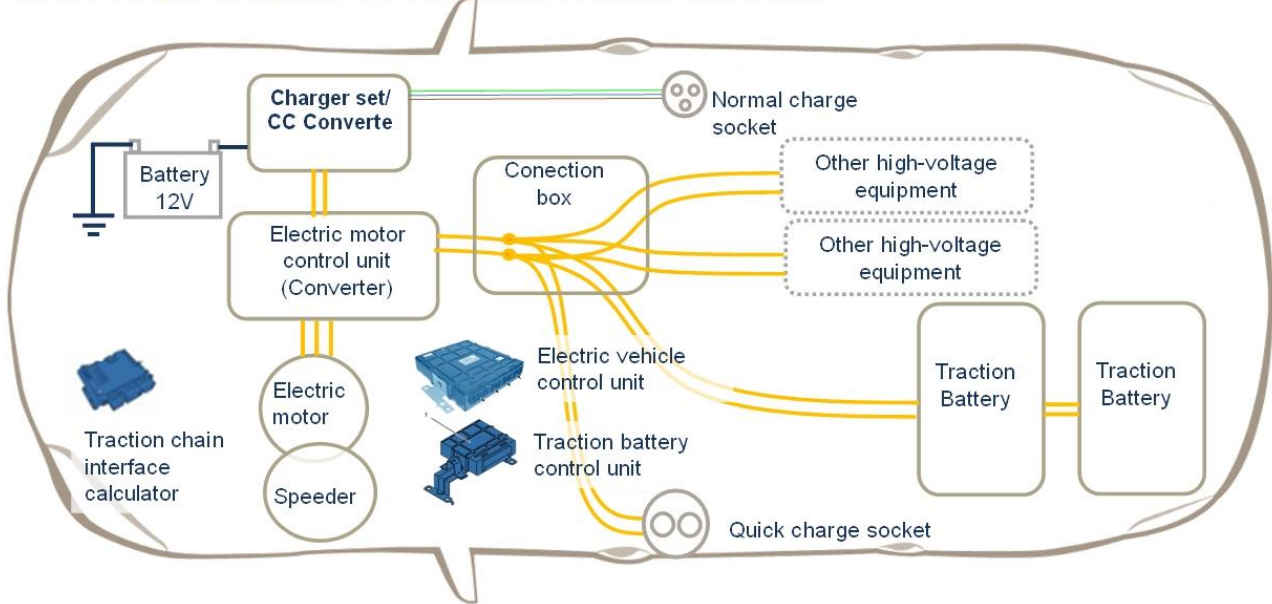 Charger set/
CC Converte
Normal charge
socket
Battery
12V
Conection
box
Other high-voltage
equipment
Electric motor
control unit
(Converter)
Other high-voltage
equipment
Electric vehicle
control unit
Electric
motor
Traction
Battery
Traction
Battery
Traction chain
interface
calculator
Traction battery
control unit
Speeder
Quick charge socket